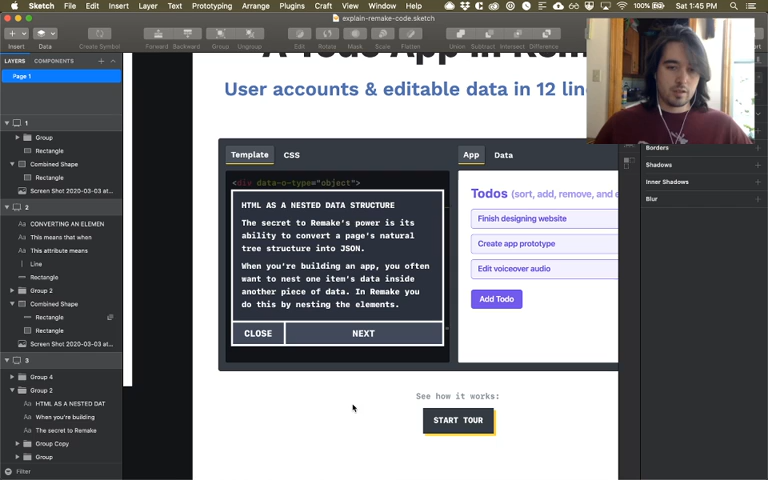 Sketch File Edit Insert Layer Text Prototyping Arrange Plugins Craft View Window Help
100%
Sat 1:45 PM
explain-remake-code.sketch
Insert Data Create Symbol Forward Backward Group Ungroup Edit Rotate Mask Scale Flatten Union Subtract Intersect Difference
LAYERS COMPONENTS
Page 1
1
Group
Rectangle
Combined Shape
Rectangle
Screen Shot 2020-03-03 at...
2
CONVERTING AN ELEMEN
This means that when
This attribute means
Line
Rectangle
Group 2
Combined Shape
Rectangle
Rectangle
Screen Shot 2020-03-03 at...
3
Group 4
Group 2
HTML AS A NESTED DAT
When you're building
The secret to Remake's
Group Copy
Group
Filter
User accounts & editable data in 12 lin
Template CSS
<div data-o-type="object">
HTML AS A NESTED DATA STRUCTURE
The secret to Remake's power is its
ability to convert a page's natural
tree structure into JSON.
When you're building an app, you often
want to nest one item's data inside
another piece of data. In Remake you
do this by nesting the elements.
CLOSE NEXT
App Data
Todos (sort, add, remove, and e
Finish designing website
Create app prototype
Edit voiceover audio
Add Todo
See how it works:
START TOUR
Borders
Shadows
Inner Shadows
Blur